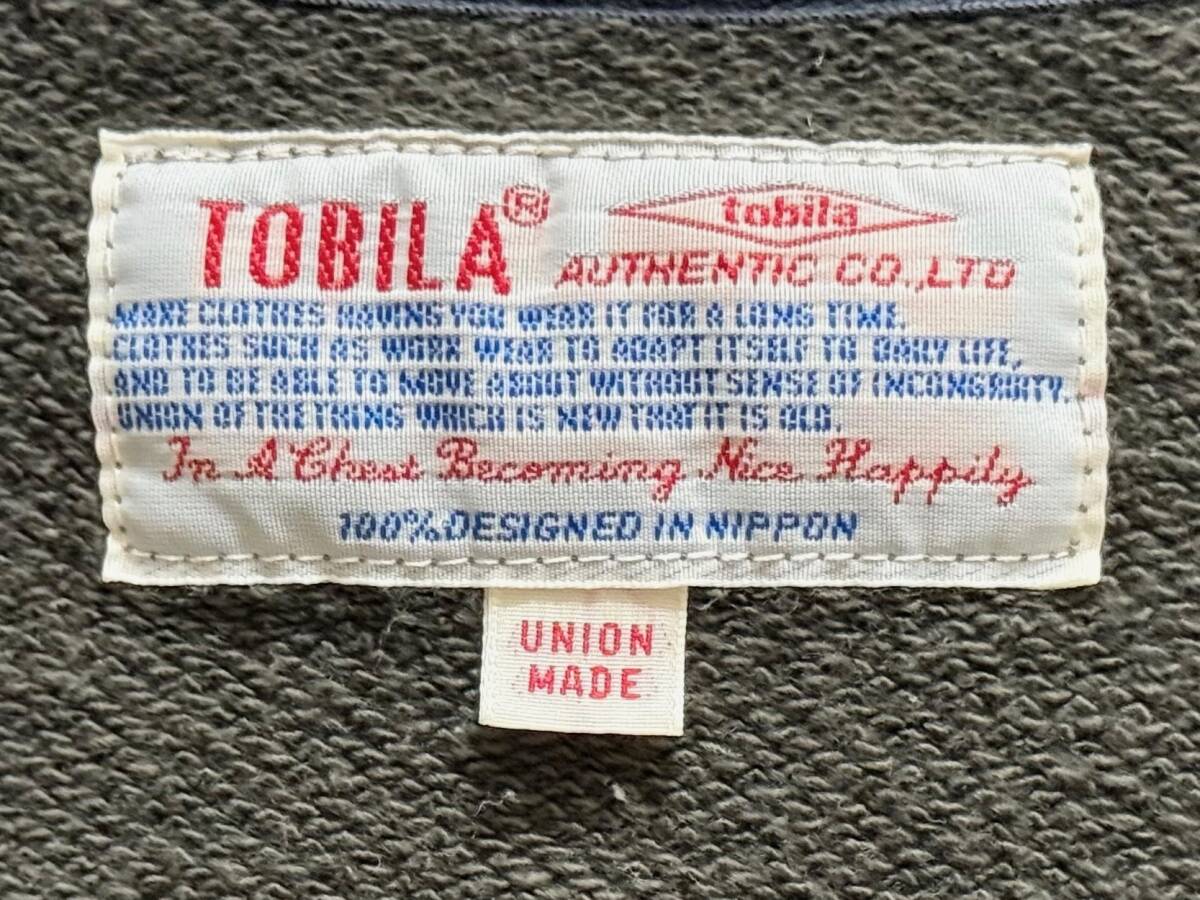 TOBILA®
tobila
AUTHENTIC CO.,LTD
MAKE CLOTHES HAVING YOU WEAR IT FOR A LONG TIME.
CLOTHES SUCH AS WORK WEAR TO ADAPT ITSELF TO DAILY LIFE,
AND TO BE ABLE TO MOVE ABOUT WITHOUT SENSE OF INCONGRUITY.
UNION OF THE THING WHICH IS NEW THAT IT IS OLD.
In A Chest Becoming Nice Happily
100% DESIGNED IN NIPPON
UNION
MADE